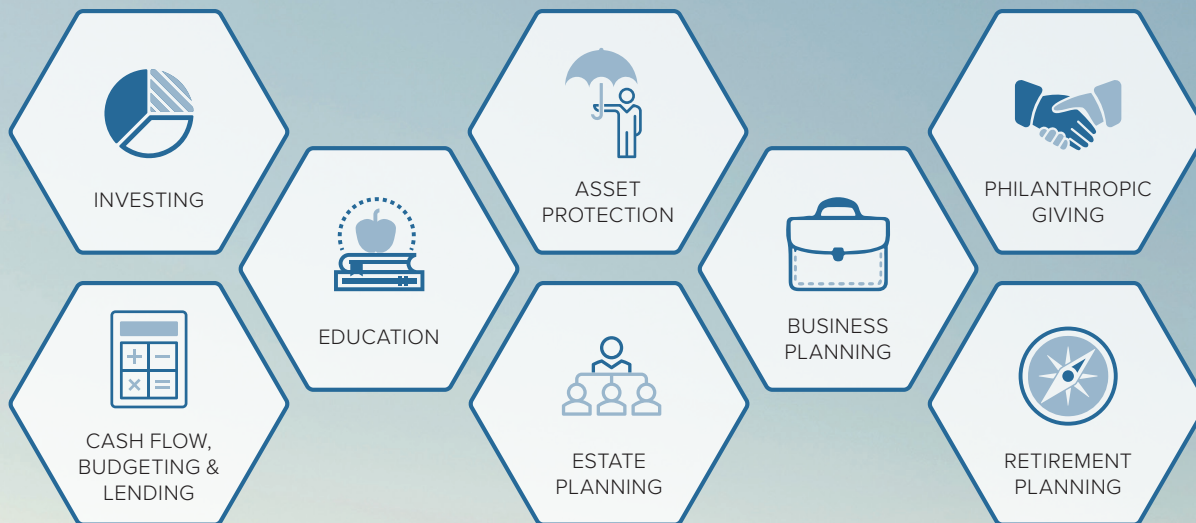 INVESTING
ASSET
PROTECTION
PHILANTHROPIC
GIVING
EDUCATION
BUSINESS
PLANNING
CASH FLOW,
BUDGETING &
LENDING
ESTATE
PLANNING
RETIREMENT
PLANNING